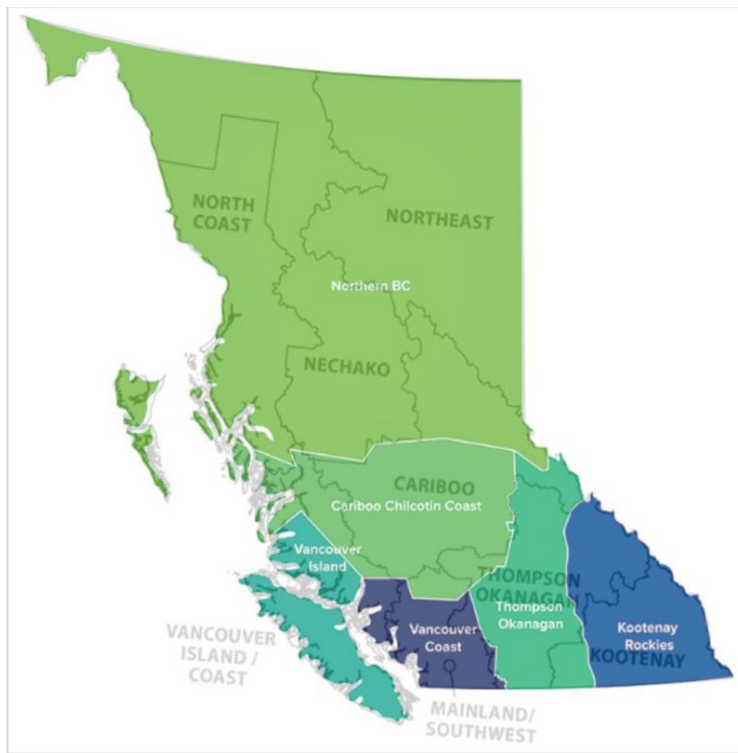 NORTH
COAST
NORTHEAST
Northern BC
NECHAKO
CARIBOO
Cariboo Chilcotin Coast
Vancouver
Island
THOMPSON
OKANAGAN
Thompson
Okanagan
Vancouver
Coast
Kootenay
Rockies
KOOTENAY
VANCOUVER
ISLAND /
COAST
MAINLAND/
SOUTHWEST